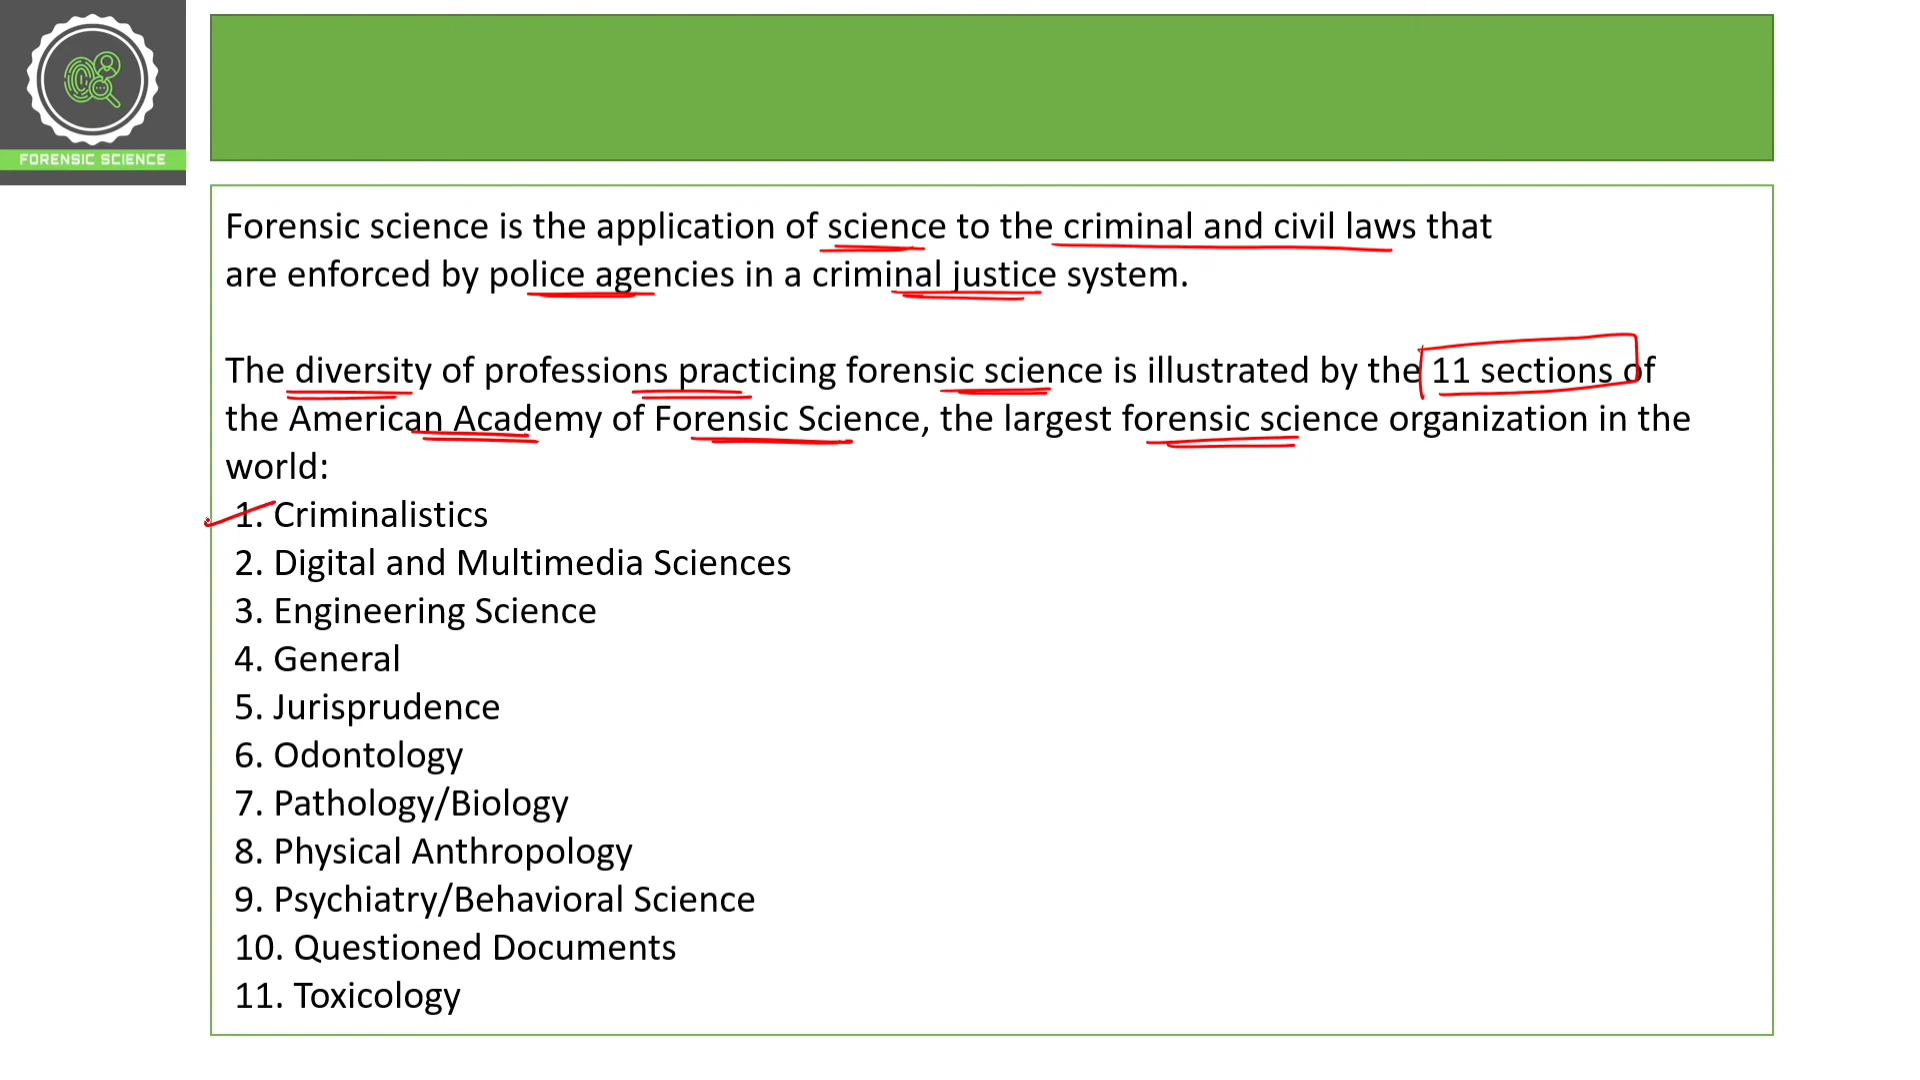 FORENSIC SCIENCE
Forensic science is the application of science to the criminal and civil laws that
are enforced by police agencies in a criminal justice system.
The diversity of professions practicing forensic science is illustrated by the 11 sections of
the American Academy of Forensic Science, the largest forensic science organization in the
world:
1. Criminalistics
2. Digital and Multimedia Sciences
3. Engineering Science
4. General
5. Jurisprudence
6. Odontology
7. Pathology/Biology
8. Physical Anthropology
9. Psychiatry/Behavioral Science
10. Questioned Documents
11. Toxicology